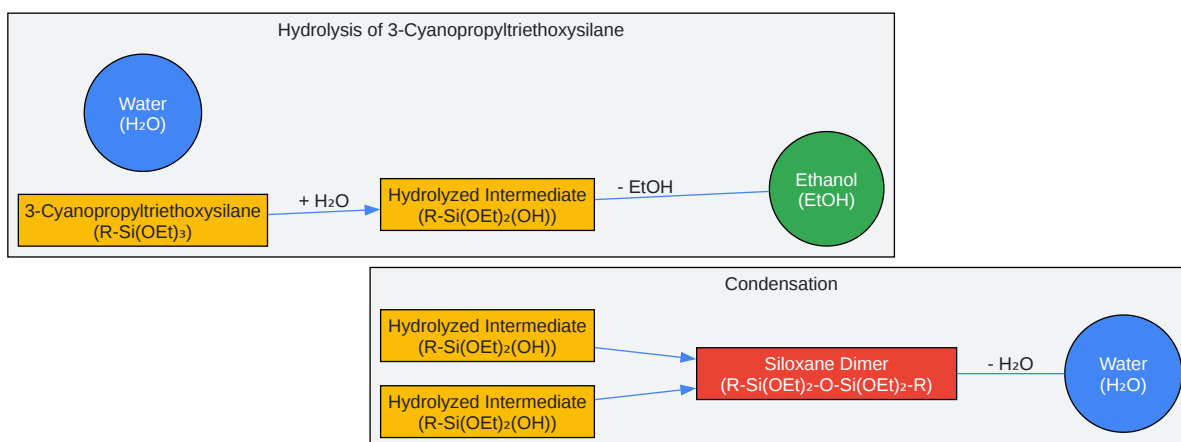 Hydrolysis of 3-Cyanopropyltriethoxysilane
Water
(H₂O)
3-Cyanopropyltriethoxysilane
(R-Si(OEt)₃)
+ H₂O
Hydrolyzed Intermediate
(R-Si(OEt)₂(OH))
- EtOH
Ethanol
(EtOH)
Condensation
Hydrolyzed Intermediate
(R-Si(OEt)₂(OH))
Hydrolyzed Intermediate
(R-Si(OEt)₂(OH))
Siloxane Dimer
(R-Si(OEt)₂-O-Si(OEt)₂-R)
- H₂O
Water
(H₂O)